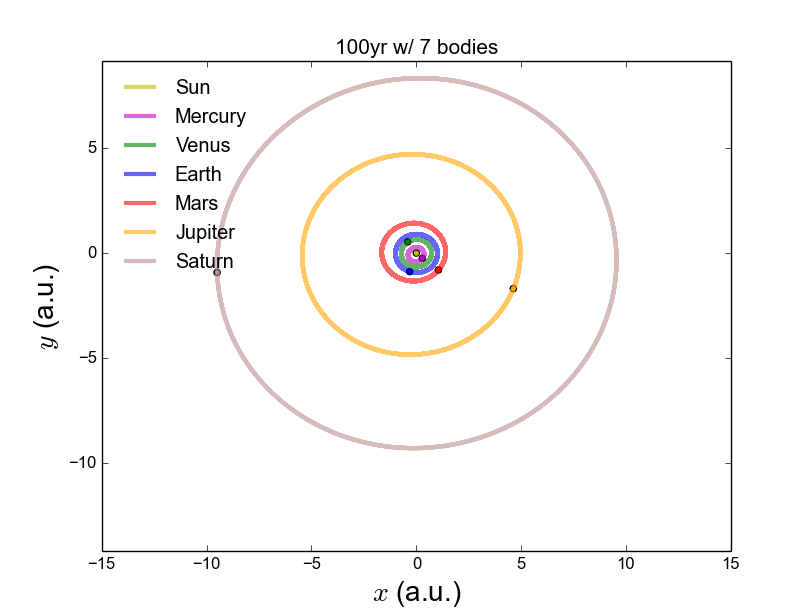 100yr w/ 7 bodies
Sun
Mercury
Venus
Earth
Mars
Jupiter
Saturn
5
0
−5
−10
y (a.u.)
−15
−10
−5
0
5
10
15
x (a.u.)